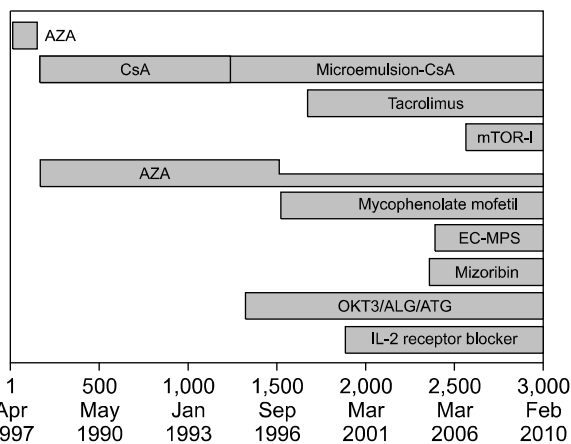 AZA
CsA Microemulsion-CsA
Tacrolimus
mTOR-I
AZA
Mycophenolate mofetil
EC-MPS
Mizoribin
OKT3/ALG/ATG
IL-2 receptor blocker
1 500 1,000 1,500 2,000 2,500 3,000
Apr May Jan Sep Mar Mar Feb
1997 1990 1993 1996 2001 2006 2010